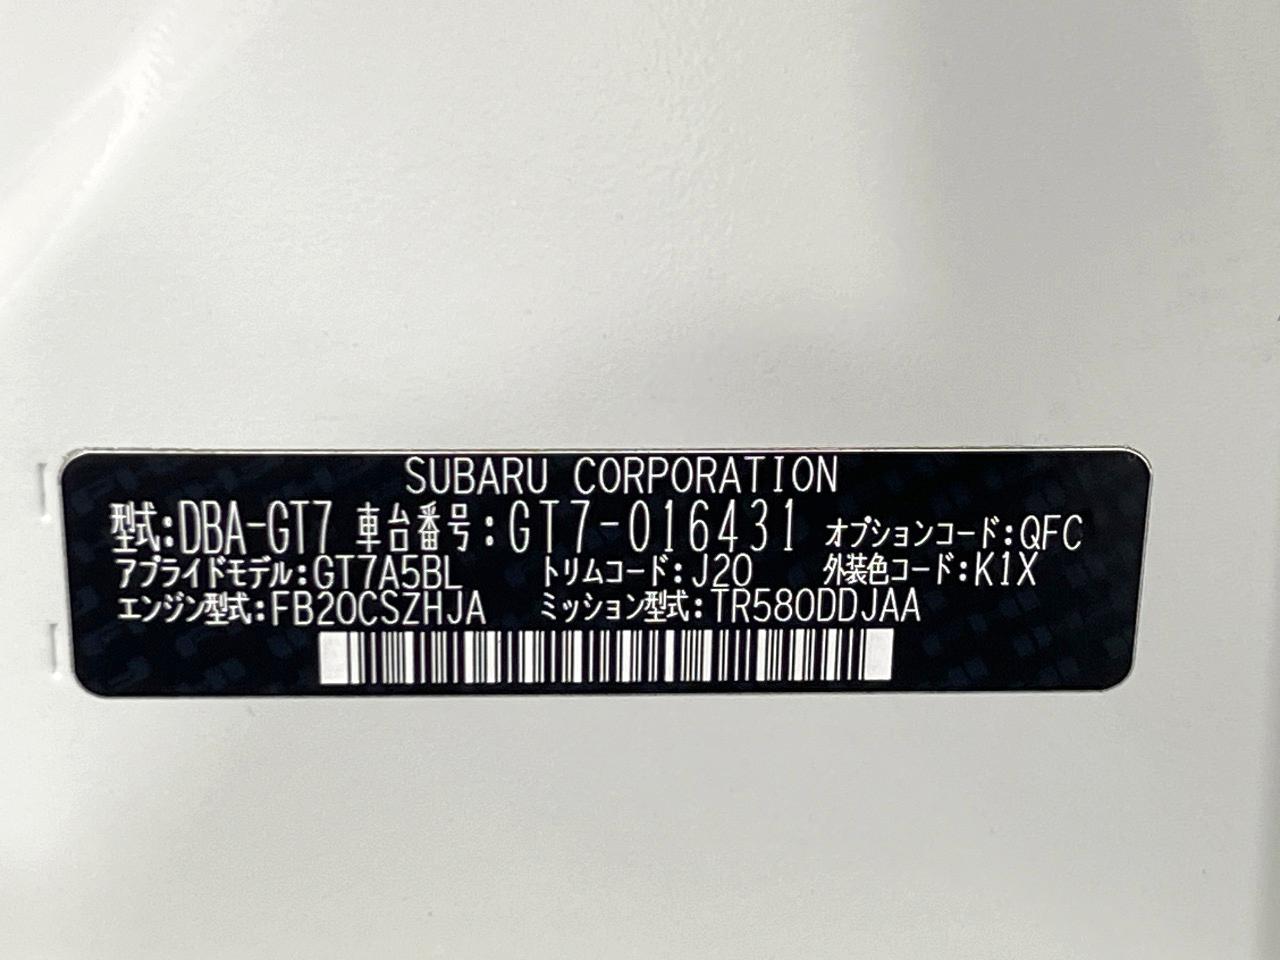 SUBARU CORPORATION
型式:DBA-GT7 車台番号:GT7-016431 オプションコード:QFC
アプライドモデル:GT7A5BL トリムコード:J20 外装色コード:K1X
エンジン型式:FB20CSZHJA ミッション型式:TR580DDJAA